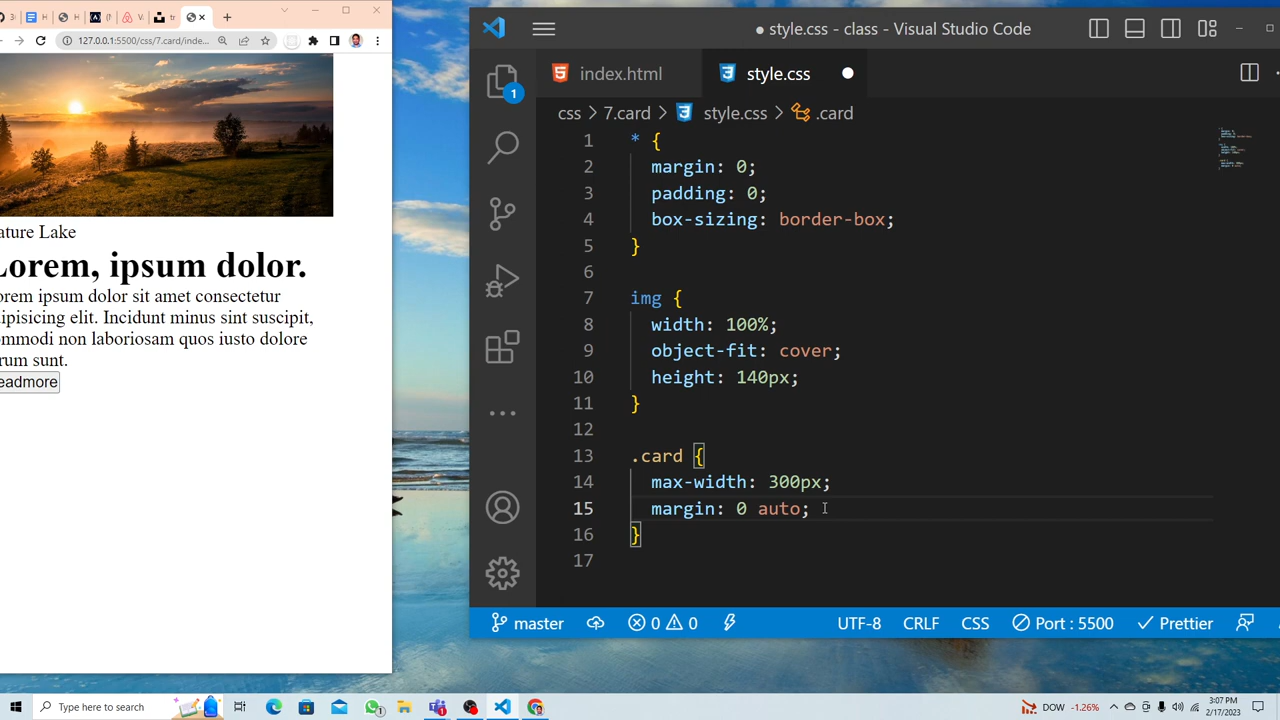 127.0.0.1:5500/css/7.card/inde...
ature Lake
Lorem, ipsum dolor.
orem ipsum dolor sit amet consectetur
ipisicing elit. Incidunt minus sint suscipit,
mmodi non laboriosam quos iusto dolore
rum sunt.
eadmore
● style.css - class - Visual Studio Code
index.html
style.css
css > 7.card > style.css > .card
1 * {
2 margin: 0;
3 padding: 0;
4 box-sizing: border-box;
5 }
6
7 img {
8 width: 100%;
9 object-fit: cover;
10 height: 140px;
11 }
12
13 .card {
14 max-width: 300px;
15 margin: 0 auto;
16 }
17
1
master
0 0
UTF-8
CRLF
CSS
Port : 5500
Prettier
Type here to search
DOW -1.26%
3:07 PM
2/17/2023